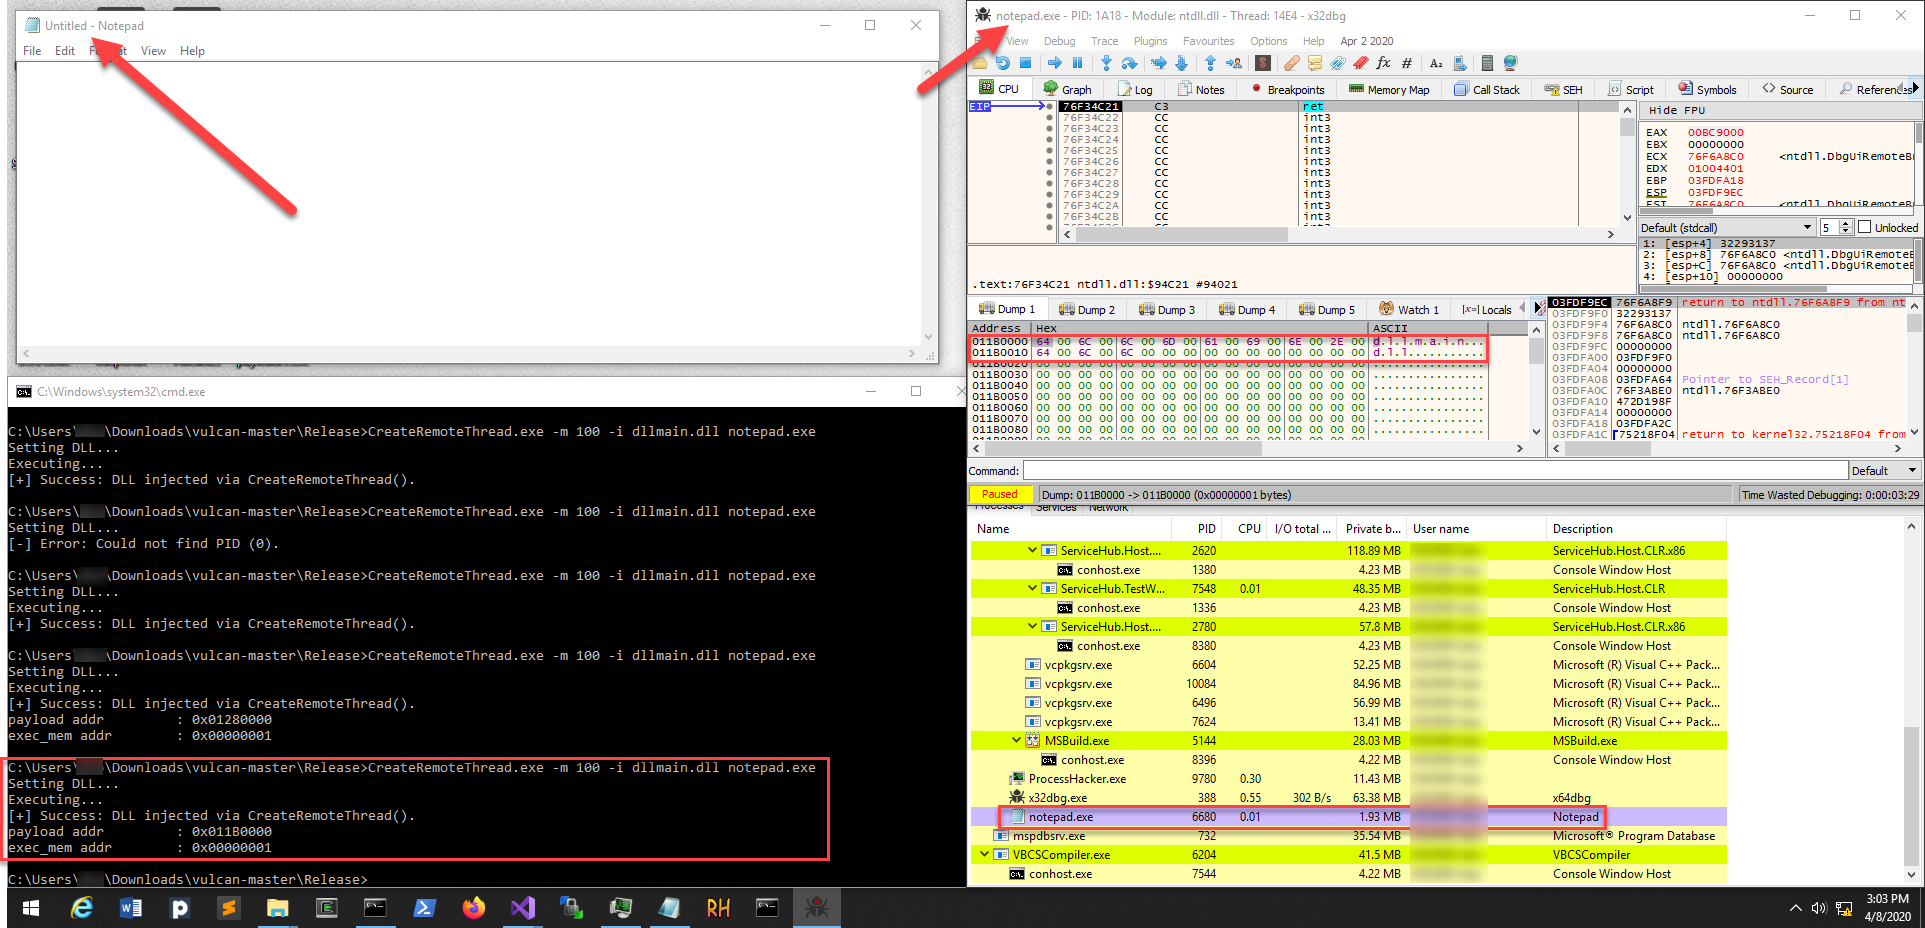 Untitled - Notepad
File Edit Format View Help
C:\Windows\system32\cmd.exe
C:\Users\ \Downloads\vulcan-master\Release>CreateRemoteThread.exe -m 100 -i dllmain.dll notepad.exe
Setting DLL...
Executing...
[+] Success: DLL injected via CreateRemoteThread().
C:\Users\ \Downloads\vulcan-master\Release>CreateRemoteThread.exe -m 100 -i dllmain.dll notepad.exe
Setting DLL...
[-] Error: Could not find PID (0).
C:\Users\ \Downloads\vulcan-master\Release>CreateRemoteThread.exe -m 100 -i dllmain.dll notepad.exe
Setting DLL...
Executing...
[+] Success: DLL injected via CreateRemoteThread().
C:\Users\ \Downloads\vulcan-master\Release>CreateRemoteThread.exe -m 100 -i dllmain.dll notepad.exe
Setting DLL...
Executing...
[+] Success: DLL injected via CreateRemoteThread().
payload addr : 0x01280000
exec_mem addr : 0x00000001
C:\Users\ \Downloads\vulcan-master\Release>CreateRemoteThread.exe -m 100 -i dllmain.dll notepad.exe
Setting DLL...
Executing...
[+] Success: DLL injected via CreateRemoteThread().
payload addr : 0x011B0000
exec_mem addr : 0x00000001
C:\Users\ \Downloads\vulcan-master\Release>
notepad.exe - PID: 1A18 - Module: ntdll.dll - Thread: 14E4 - x32dbg
View Debug Trace Plugins Favourites Options Help Apr 2 2020
CPU Graph Log Notes Breakpoints Memory Map Call Stack SEH Script Symbols Source References
EIP 76F34C21 C3 ret
76F34C22 CC int3
76F34C23 CC int3
76F34C24 CC int3
76F34C25 CC int3
76F34C26 CC int3
76F34C27 CC int3
76F34C28 CC int3
76F34C29 CC int3
76F34C2A CC int3
76F34C2B CC int3
.text:76F34C21 ntdll.dll:$94C21 #94021
Hide FPU
EAX 00BC9000
EBX 00000000
ECX 76F6A8C0 <ntdll.DbgUiRemoteBr
EDX 01004401
EBP 03FDFA18
ESP 03FDF9EC
EST 76F6A8C0 <ntdll.DbgUiRemoteBr
Default (stdcall) 5 Unlocked
1: [esp+4] 32293137
2: [esp+8] 76F6A8C0 <ntdll.DbgUiRemoteB
3: [esp+C] 76F6A8C0 <ntdll.DbgUiRemoteB
4: [esp+10] 00000000
Dump 1 Dump 2 Dump 3 Dump 4 Dump 5 Watch 1 [x=] Locals
Address Hex ASCII
011B0000 64 00 6C 00 6C 00 6D 00 61 00 69 00 6E 00 2E 00 d.l.l.m.a.i.n...
011B0010 64 00 6C 00 6C 00 00 00 00 00 00 00 00 00 00 00 d.l.l...........
011B0020 00 00 00 00 00 00 00 00 00 00 00 00 00 00 00 00 ................
011B0030 00 00 00 00 00 00 00 00 00 00 00 00 00 00 00 00 ................
011B0040 00 00 00 00 00 00 00 00 00 00 00 00 00 00 00 00 ................
011B0050 00 00 00 00 00 00 00 00 00 00 00 00 00 00 00 00 ................
011B0060 00 00 00 00 00 00 00 00 00 00 00 00 00 00 00 00 ................
011B0070 00 00 00 00 00 00 00 00 00 00 00 00 00 00 00 00 ................
011B0080 00 00 00 00 00 00 00 00 00 00 00 00 00 00 00 00 ................
03FDF9EC 76F6A8F9 return to ntdll.76F6A8F9 from nt
03FDF9F0 32293137
03FDF9F4 76F6A8C0 ntdll.76F6A8C0
03FDF9F8 76F6A8C0 ntdll.76F6A8C0
03FDF9FC 00000000
03FDFA00 03FDF9F0
03FDFA04 00000000
03FDFA08 03FDFA64 Pointer to SEH_Record[1]
03FDFA0C 76F3ABE0 ntdll.76F3ABE0
03FDFA10 472D198F
03FDFA14 00000000
03FDFA18 03FDFA2C
03FDFA1C 75218F04 return to kernel32.75218F04 from
Command: Default
Paused Dump: 011B0000 -> 011B0000 (0x00000001 bytes) Time Wasted Debugging: 0:00:03:29
Processes Services Network
Name PID CPU I/O total ... Private b... User name Description
ServiceHub.Host.... 2620 118.89 MB ServiceHub.Host.CLR.x86
conhost.exe 1380 4.23 MB Console Window Host
ServiceHub.TestW... 7548 0.01 48.35 MB ServiceHub.Host.CLR
conhost.exe 1336 4.23 MB Console Window Host
ServiceHub.Host.... 2780 57.8 MB ServiceHub.Host.CLR.x86
conhost.exe 8380 4.23 MB Console Window Host
vcpkgsrv.exe 6604 52.25 MB Microsoft (R) Visual C++ Pack...
vcpkgsrv.exe 10084 84.96 MB Microsoft (R) Visual C++ Pack...
vcpkgsrv.exe 6496 56.99 MB Microsoft (R) Visual C++ Pack...
vcpkgsrv.exe 7624 13.41 MB Microsoft (R) Visual C++ Pack...
MSBuild.exe 5144 28.03 MB MSBuild.exe
conhost.exe 8396 4.22 MB Console Window Host
ProcessHacker.exe 9780 0.30 11.43 MB
x32dbg.exe 388 0.55 302 B/s 63.38 MB x64dbg
notepad.exe 6680 0.01 1.93 MB Notepad
mspdbsrv.exe 732 35.54 MB Microsoft® Program Database
VBCSCompiler.exe 6204 41.5 MB VBCSCompiler
conhost.exe 7544 4.22 MB Console Window Host
RH
3:03 PM
4/8/2020